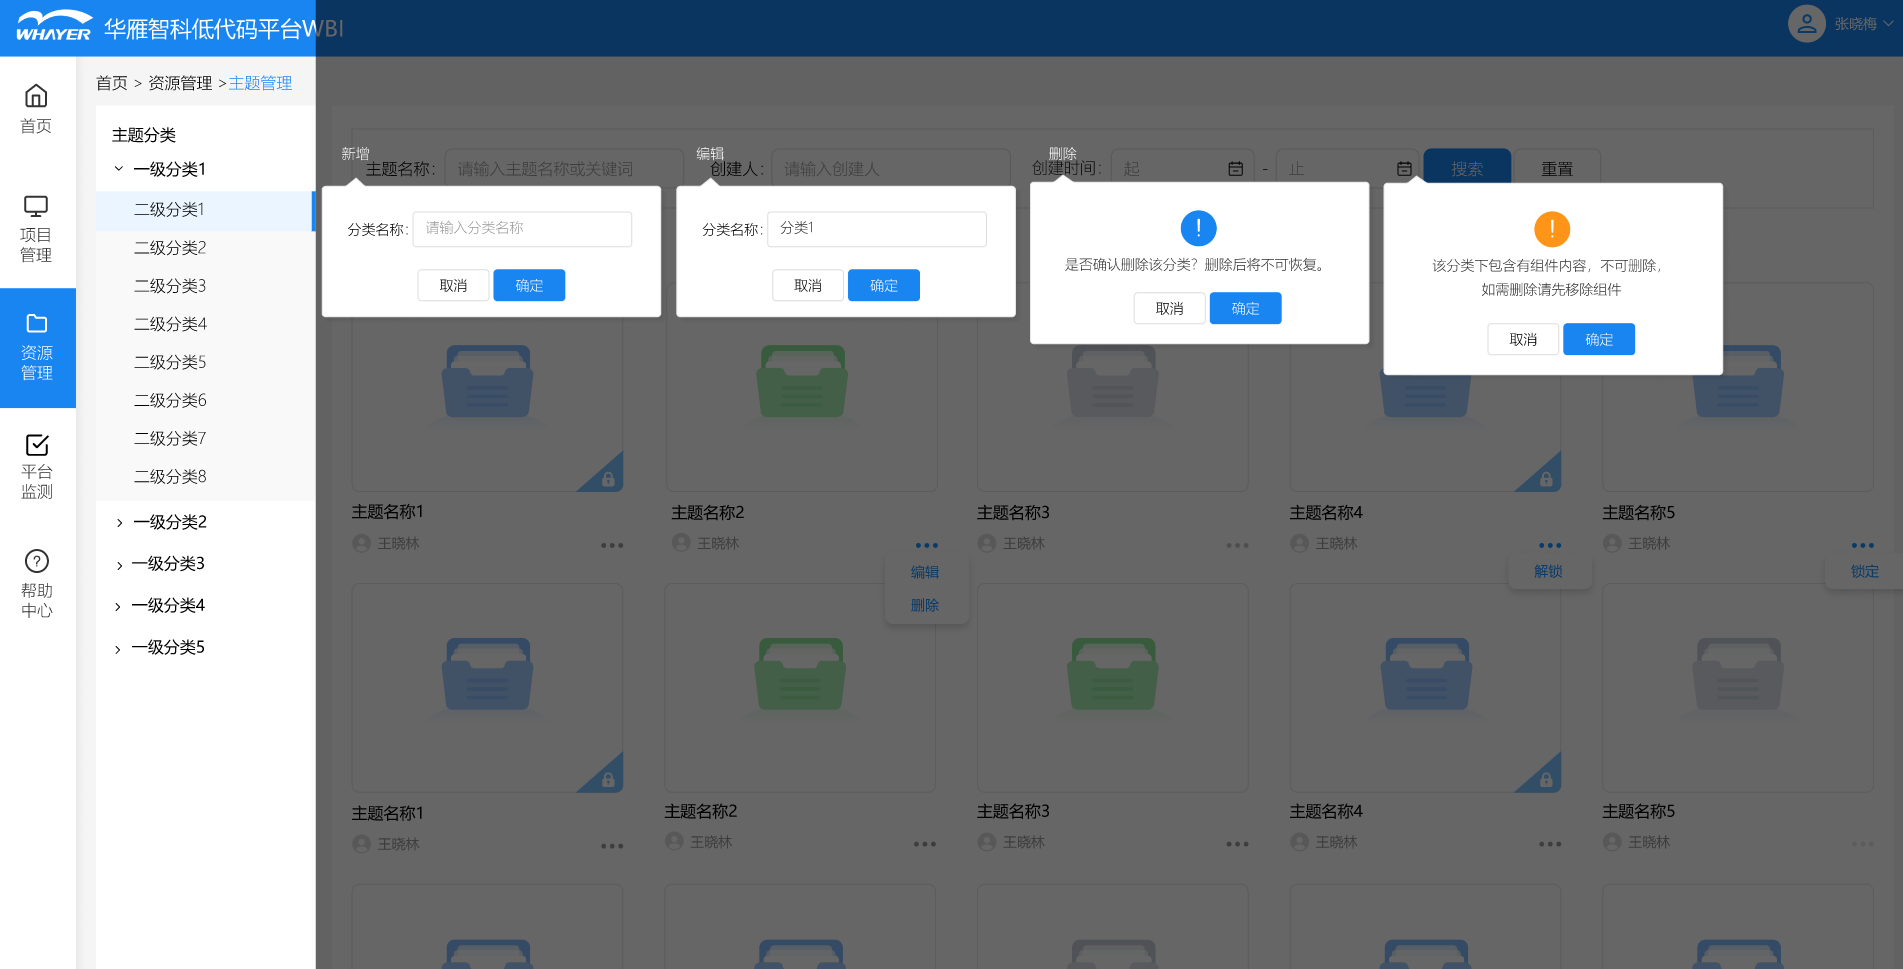 WHAYER 华雁智科低代码平台WBI
张晓梅
首页
项目
管理
资源
管理
平台
监测
帮助
中心
首页 > 资源管理 >主题管理
主题分类
一级分类1
二级分类1
二级分类2
二级分类3
二级分类4
二级分类5
二级分类6
二级分类7
二级分类8
一级分类2
一级分类3
一级分类4
一级分类5
新增
编辑
删除
主题名称: 请输入主题名称或关键词
创建人: 请输入创建人
创建时间: 起 - 止
搜索 重置
分类名称: 请输入分类名称
取消 确定
分类名称: 分类1
取消 确定
是否确认删除该分类？删除后将不可恢复。
取消 确定
该分类下包含有组件内容，不可删除，
如需删除请先移除组件
取消 确定
主题名称1 主题名称2 主题名称3 主题名称4 主题名称5
王晓林 王晓林 王晓林 王晓林 王晓林
编辑 解锁 锁定
删除
主题名称1 主题名称2 主题名称3 主题名称4 主题名称5
王晓林 王晓林 王晓林 王晓林 王晓林